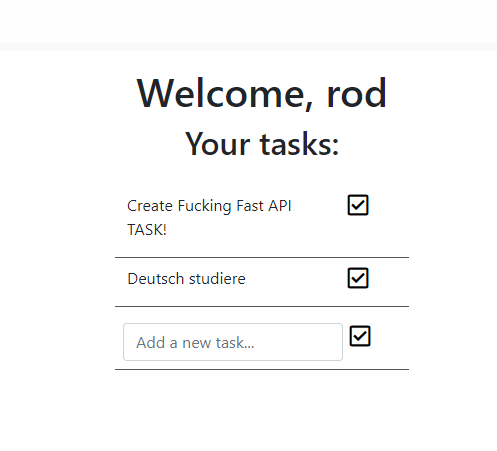 Welcome, rod
Your tasks:
Create Fucking Fast API
TASK!
Deutsch studiere
Add a new task...